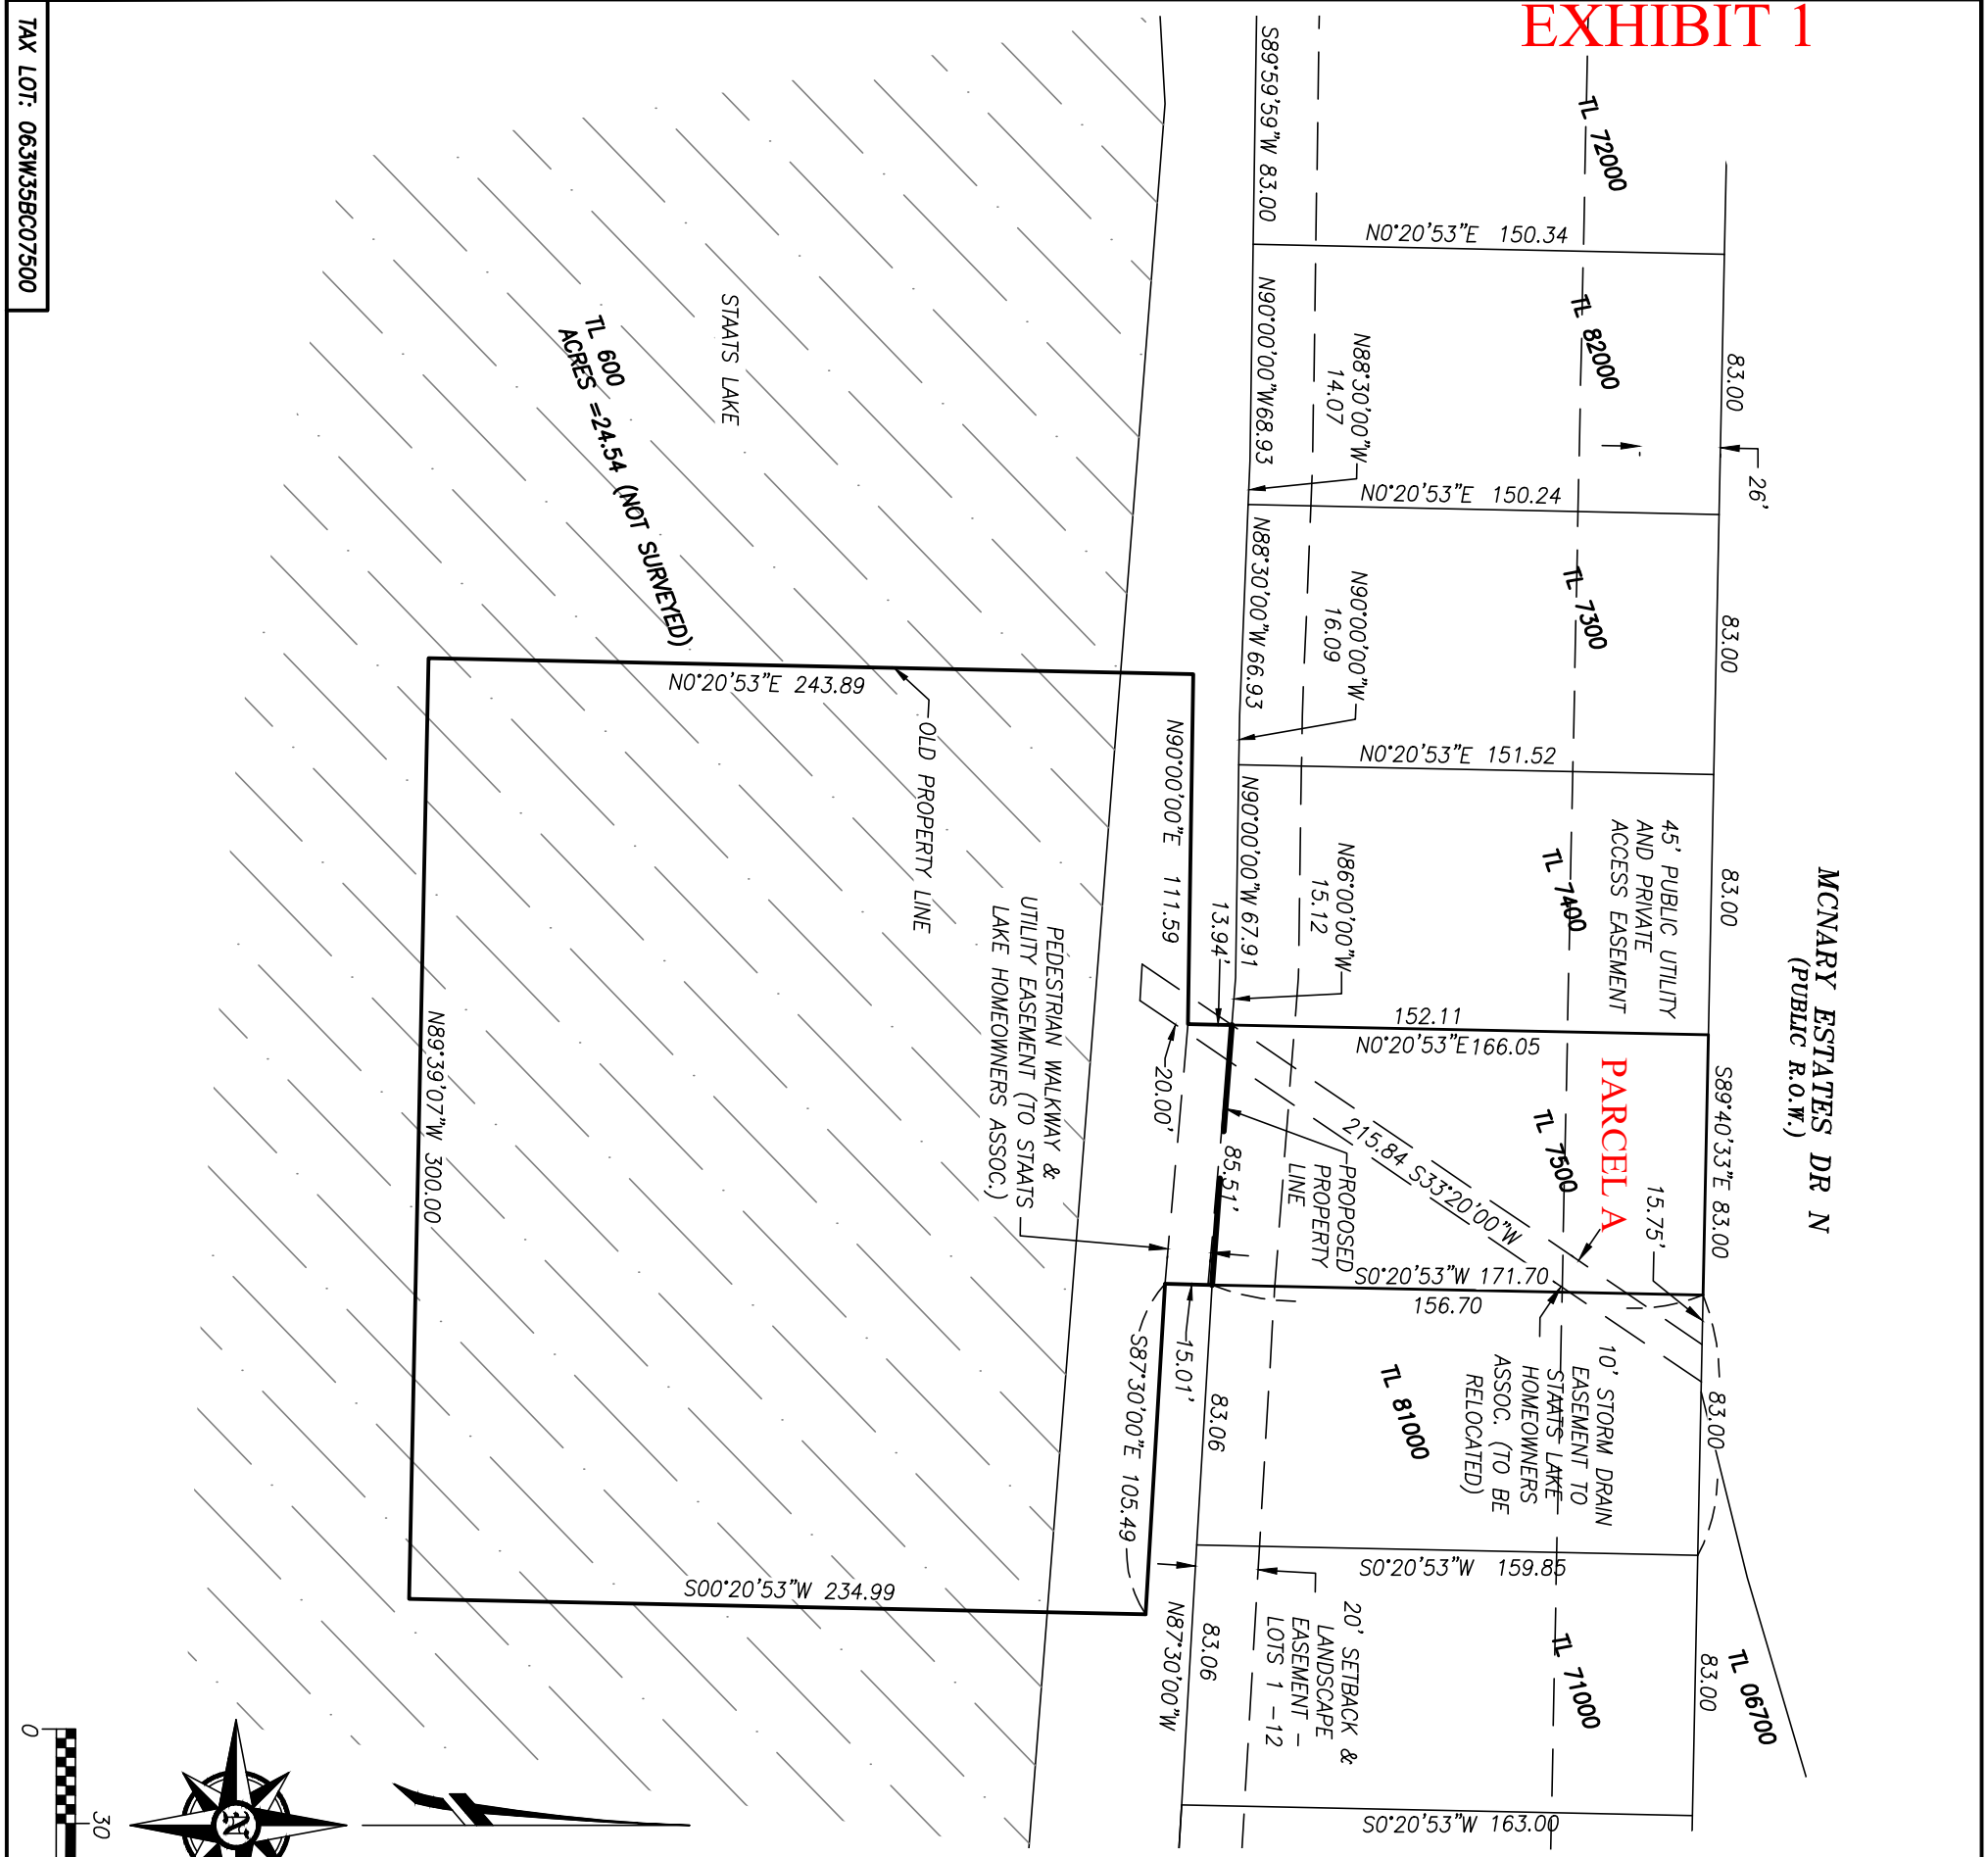 EXHIBIT 1
TAX LOT: 063W35BC07500
MCNARY ESTATES DR N
(PUBLIC R.O.W.)
TL 72000
TL 82000
TL 7300
TL 7400
TL 7500
PARCEL A
TL 81000
TL 71000
TL 06700
83.00
26'
83.00
83.00
S89°40'33"E 83.00
83.00
83.00
45' PUBLIC UTILITY
AND PRIVATE
ACCESS EASEMENT
15.75'
N0°20'53"E 150.34
N0°20'53"E 150.24
N0°20'53"E 151.52
152.11
N0°20'53"E 166.05
S0°20'53"W 171.70
156.70
S0°20'53"W 159.85
S0°20'53"W 163.00
215.84 S33°20'00"W
10' STORM DRAIN
EASEMENT TO
STAATS LAKE
HOMEOWNERS
ASSOC. (TO BE
RELOCATED)
N88°30'00"W
14.07
N90°00'00"W
16.09
N86°00'00"W
15.12
PROPOSED
PROPERTY
LINE
20' SETBACK &
LANDSCAPE
EASEMENT -
LOTS 1 -12
S89°59'59"W 83.00
N90°00'00"W 68.93
N88°30'00"W 66.93
N90°00'00"W 67.91
13.94'
85.51'
83.06
83.06
N87°30'00"W
N90°00'00"E 111.59
20.00'
15.01'
S87°30'00"E 105.49
PEDESTRIAN WALKWAY &
UTILITY EASEMENT (TO STAATS
LAKE HOMEOWNERS ASSOC.)
OLD PROPERTY LINE
N0°20'53"E 243.89
S00°20'53"W 234.99
N89°39'07"W 300.00
STAATS LAKE
TL 600
ACRES =24.54 (NOT SURVEYED)
N
0
30